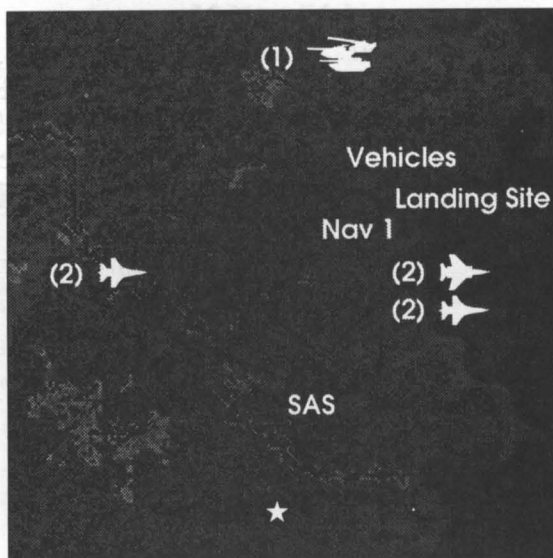 (1)
Vehicles
Landing Site
Nav 1
(2)
(2)
(2)
SAS